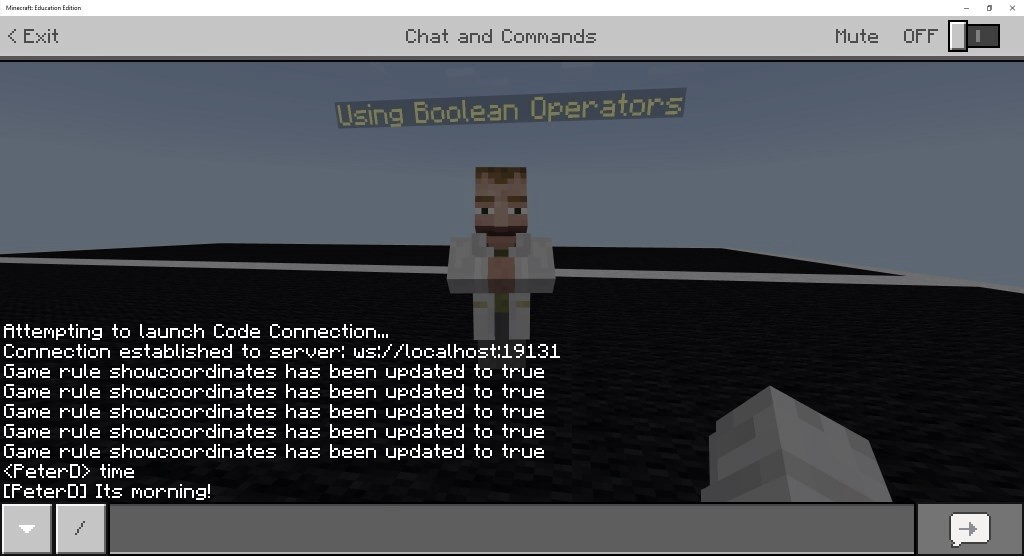 Minecraft: Education Edition
< Exit
Chat and Commands
Mute OFF
Using Boolean Operators
Attempting to launch Code Connection...
Connection established to server: ws://localhost:19131
Game rule showcoordinates has been updated to true
Game rule showcoordinates has been updated to true
Game rule showcoordinates has been updated to true
Game rule showcoordinates has been updated to true
Game rule showcoordinates has been updated to true
<PeterD> time
[PeterD] Its morning!
/